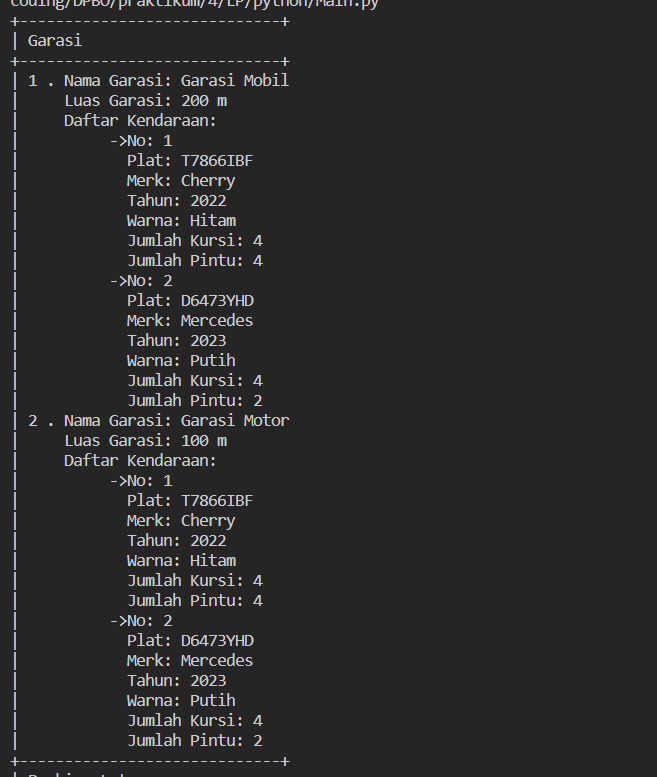 coding/DPBO/praktikum/4/LP/python/Main.py
+-----------------------------+
| Garasi
+-----------------------------+
| 1 . Nama Garasi: Garasi Mobil
|     Luas Garasi: 200 m
|     Daftar Kendaraan:
|          ->No: 1
|            Plat: T7866IBF
|            Merk: Cherry
|            Tahun: 2022
|            Warna: Hitam
|            Jumlah Kursi: 4
|            Jumlah Pintu: 4
|          ->No: 2
|            Plat: D6473YHD
|            Merk: Mercedes
|            Tahun: 2023
|            Warna: Putih
|            Jumlah Kursi: 4
|            Jumlah Pintu: 2
| 2 . Nama Garasi: Garasi Motor
|     Luas Garasi: 100 m
|     Daftar Kendaraan:
|          ->No: 1
|            Plat: T7866IBF
|            Merk: Cherry
|            Tahun: 2022
|            Warna: Hitam
|            Jumlah Kursi: 4
|            Jumlah Pintu: 4
|          ->No: 2
|            Plat: D6473YHD
|            Merk: Mercedes
|            Tahun: 2023
|            Warna: Putih
|            Jumlah Kursi: 4
|            Jumlah Pintu: 2
+-----------------------------+